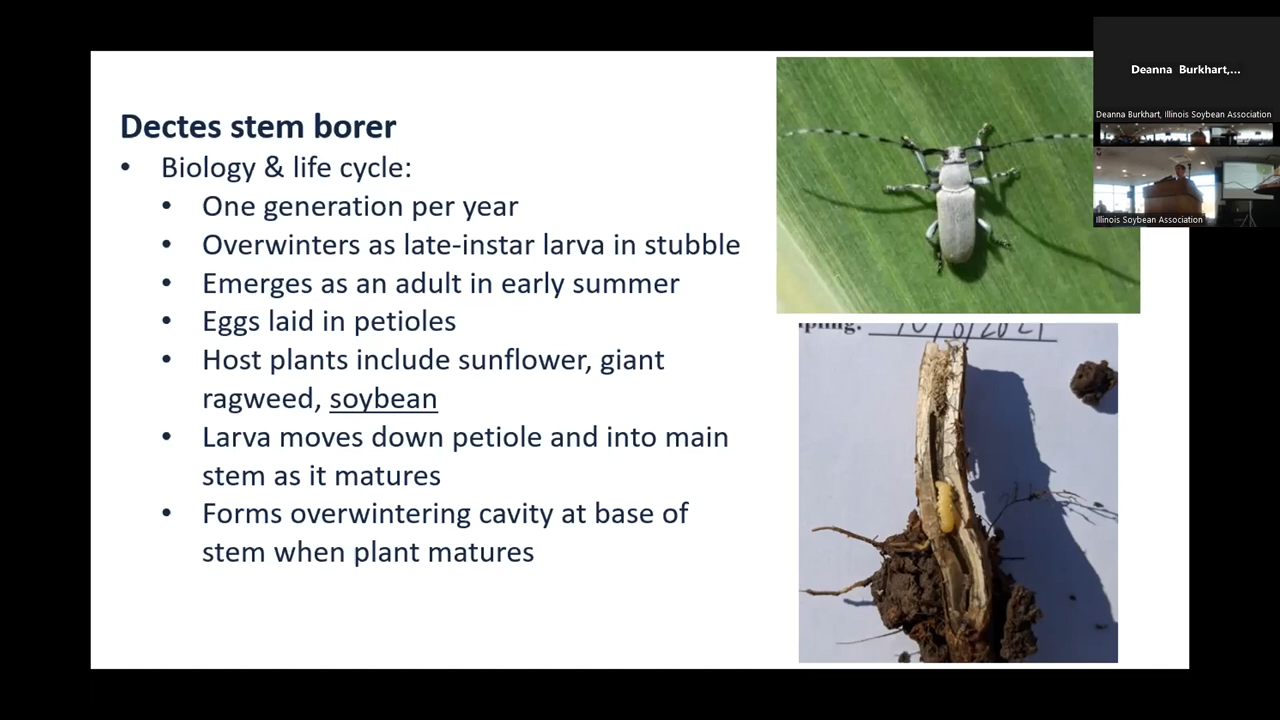 Dectes stem borer
• Biology & life cycle:
• One generation per year
• Overwinters as late-instar larva in stubble
• Emerges as an adult in early summer
• Eggs laid in petioles
• Host plants include sunflower, giant
ragweed, soybean
• Larva moves down petiole and into main
stem as it matures
• Forms overwintering cavity at base of
stem when plant matures
Deanna Burkhart,...
Deanna Burkhart, Illinois Soybean Association
Illinois Soybean Association